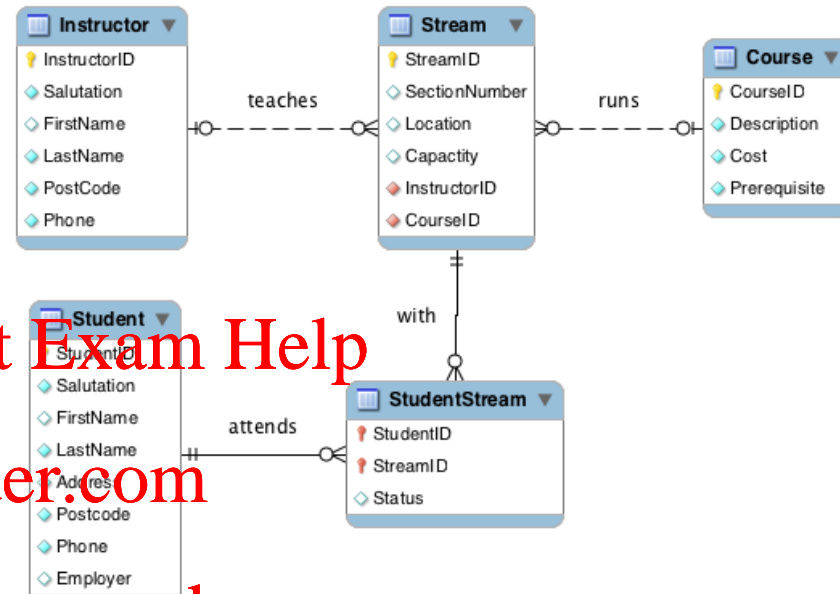 Instructor
InstructorID
Salutation
FirstName
LastName
PostCode
Phone
teaches
Stream
StreamID
SectionNumber
Location
Capactity
InstructorID
CourseID
runs
Course
CourseID
Description
Cost
Prerequisite
with
Student
StudentID
Salutation
FirstName
LastName
Address
Postcode
Phone
Employer
attends
StudentStream
StudentID
StreamID
Status
t Exam Help
er.com